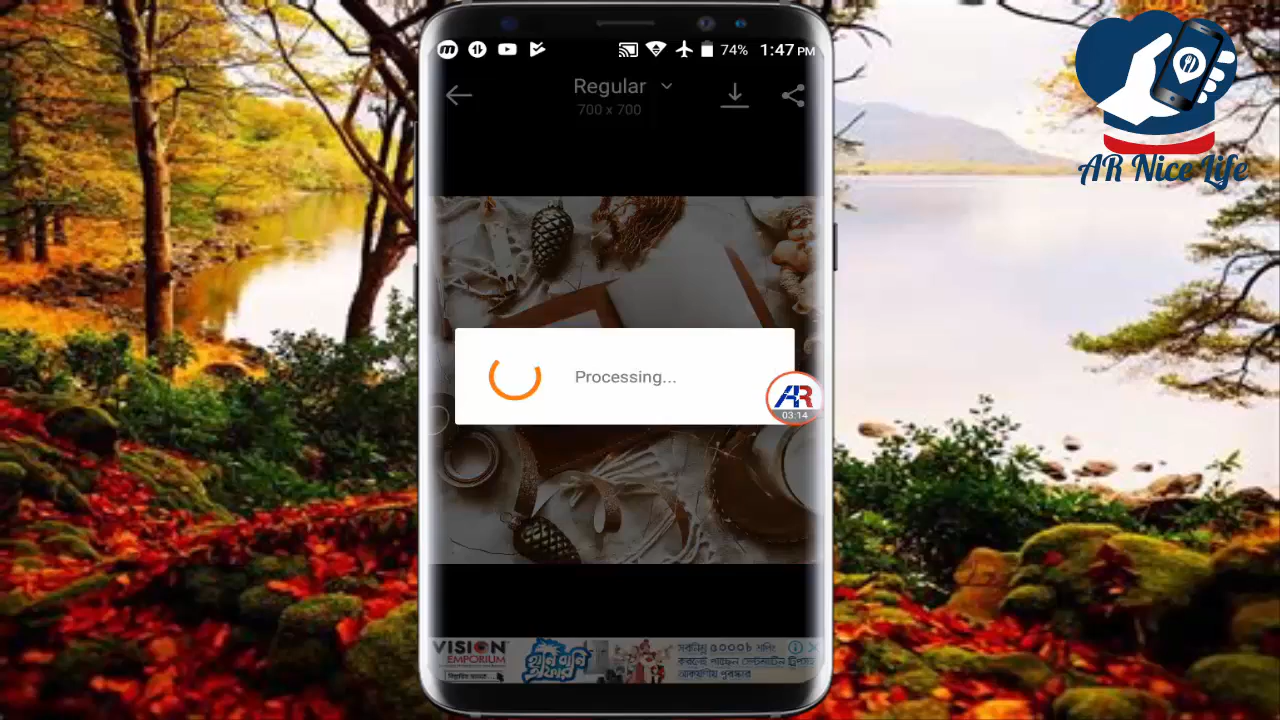 74% 1:47 PM
Regular
700 x 700
AR Nice Life
Processing...
AR
03:14
VISION
EMPORIUM